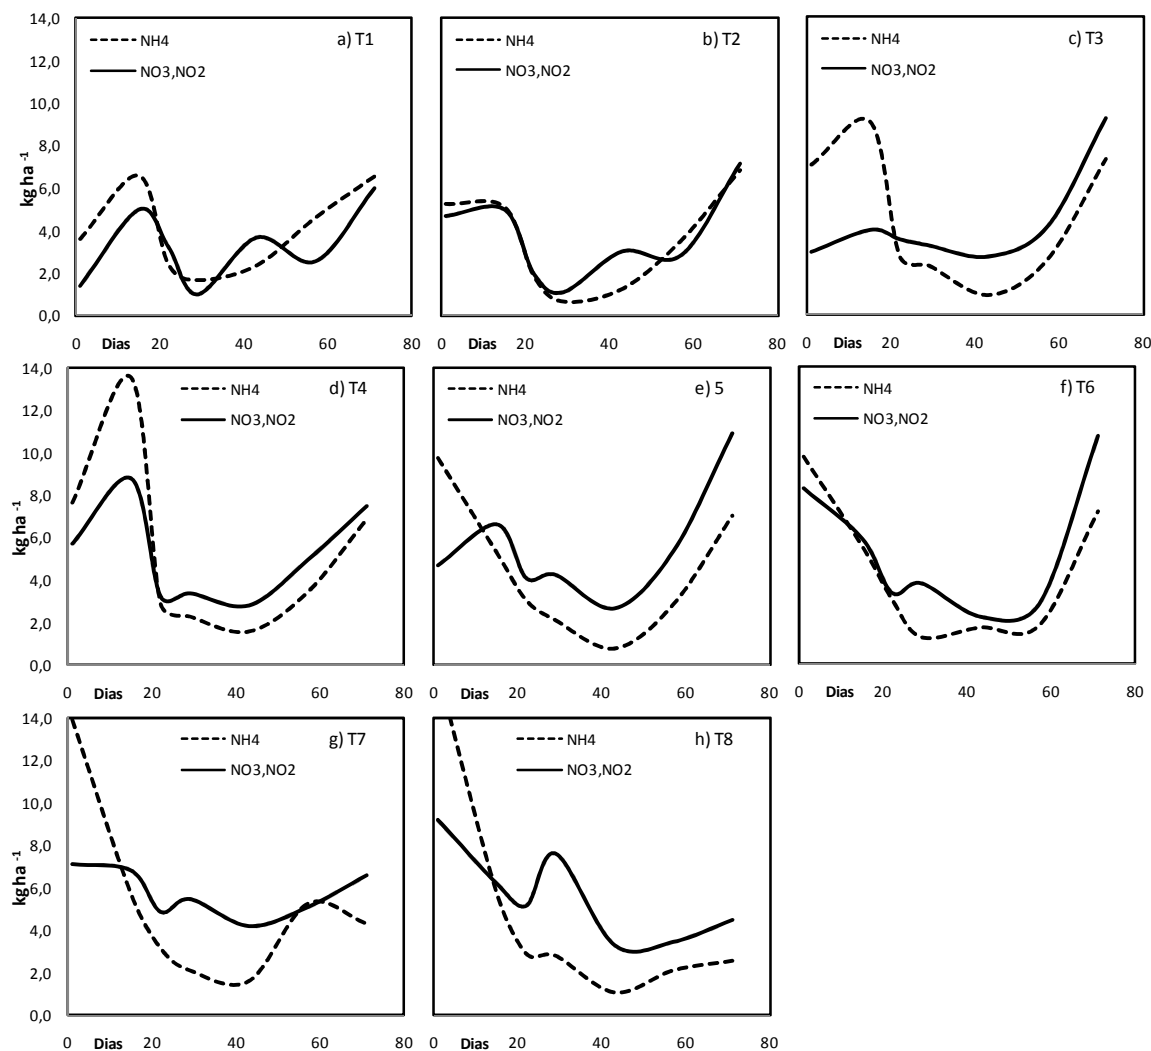 14,0
12,0
10,0
8,0
6,0
4,0
2,0
0,0
kg ha -1
NH4
NO3,NO2
a) T1
0 Dias 20 40 60 80
NH4
NO3,NO2
b) T2
0 Dias 20 40 60 80
NH4
NO3,NO2
c) T3
0 Dias 20 40 60 80
14,0
12,0
10,0
8,0
6,0
4,0
2,0
0,0
kg ha -1
NH4
NO3,NO2
d) T4
0 Dias 20 40 60 80
NH4
NO3,NO2
e) 5
0 Dias 20 40 60 80
NH4
NO3,NO2
f) T6
0 Dias 20 40 60 80
14,0
12,0
10,0
8,0
6,0
4,0
2,0
0,0
kg ha -1
NH4
NO3,NO2
g) T7
0 Dias 20 40 60 80
NH4
NO3,NO2
h) T8
0 Dias 20 40 60 80